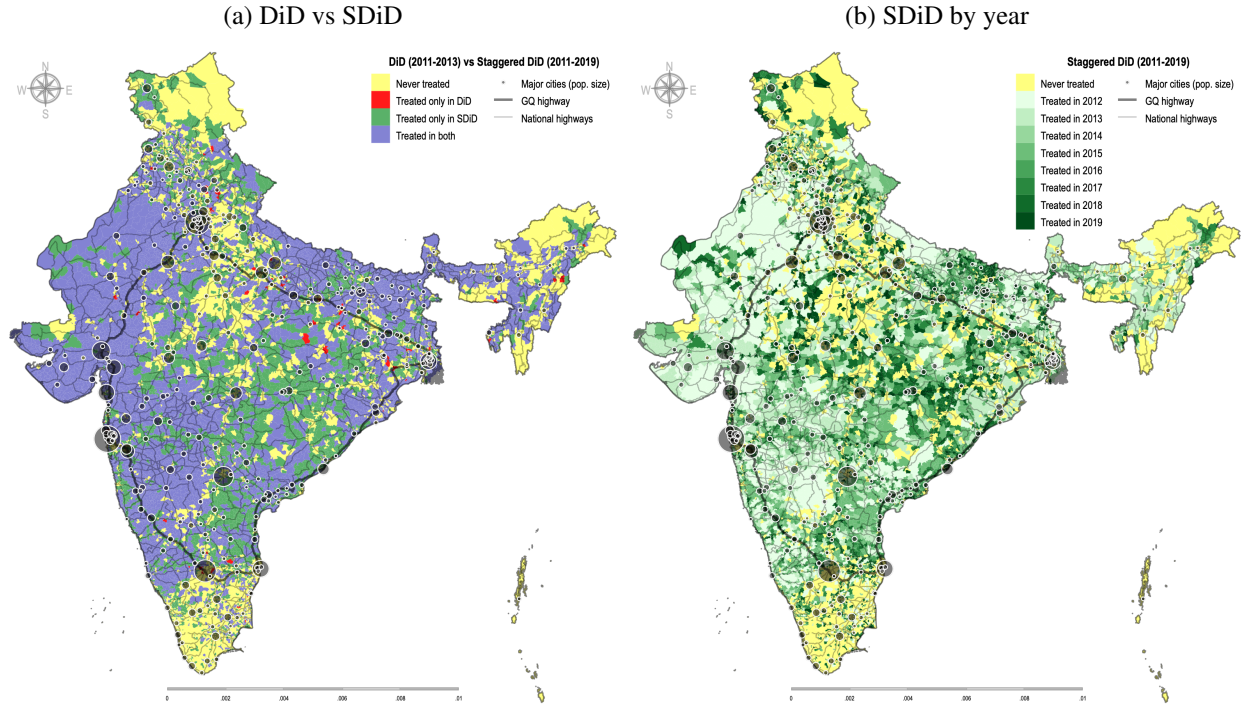 (a) DiD vs SDiD
(b) SDiD by year
N
W E
S
DiD (2011-2013) vs Staggered DiD (2011-2019)
Never treated
Treated only in DiD
Treated only in SDiD
Treated in both
Major cities (pop. size)
GQ highway
National highways
0 .002 .004 .006 .008 .01
N
W E
S
Staggered DiD (2011-2019)
Never treated
Treated in 2012
Treated in 2013
Treated in 2014
Treated in 2015
Treated in 2016
Treated in 2017
Treated in 2018
Treated in 2019
Major cities (pop. size)
GQ highway
National highways
0 .002 .004 .006 .008 .01